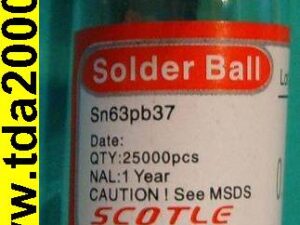 www.tda2000.
Solder Ball
Sn63pb37
Date:
QTY:25000pcs
NAL:1 Year
CAUTION ! See MSDS
SCOTLE